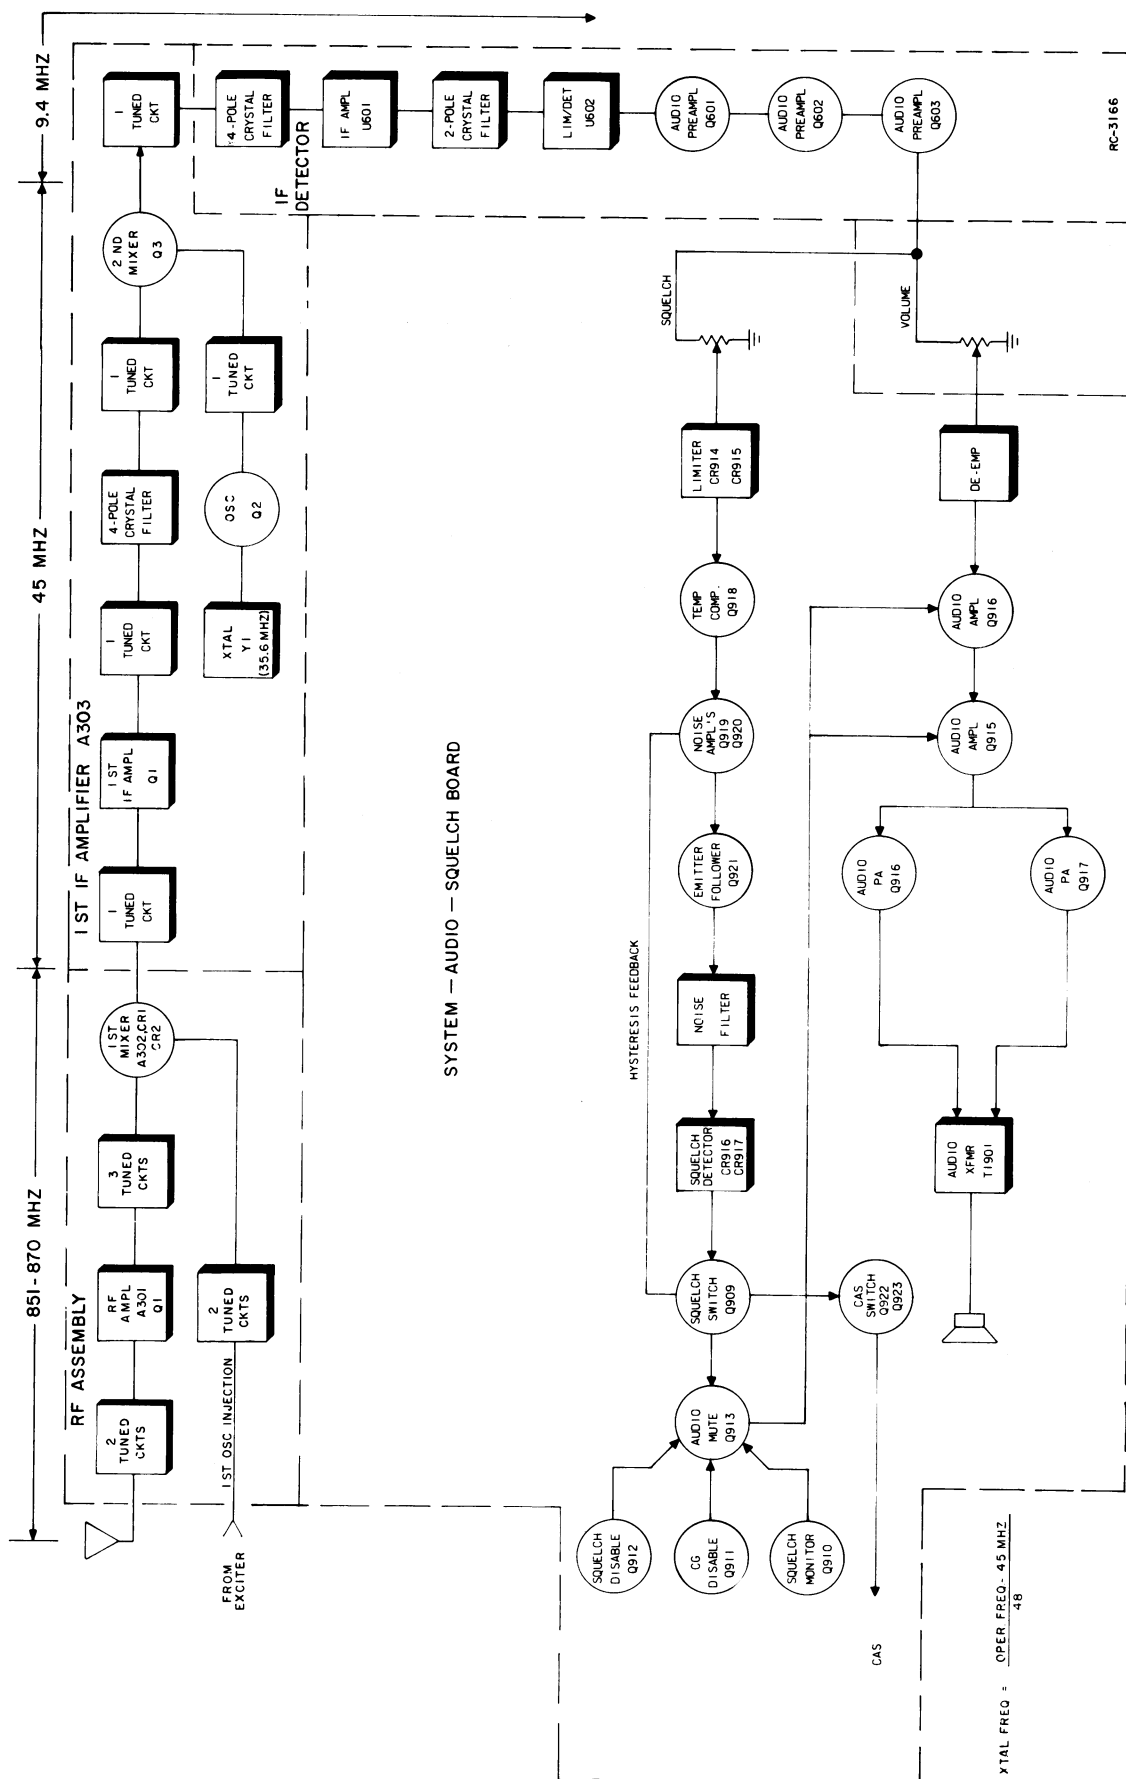 851-870 MHZ
45 MHZ
9.4 MHZ
RF ASSEMBLY
1ST IF AMPLIFIER A303
IF
DETECTOR
2
TUNED
CKTS
RF
AMPL
A301
Q1
3
TUNED
CKTS
1ST
MIXER
A302,CR1
CR2
1
TUNED
CKT
1ST
IF AMPL
Q1
1
TUNED
CKT
4-POLE
CRYSTAL
FILTER
1
TUNED
CKT
2 ND
MIXER
Q3
1
TUNED
CKT
FROM
EXCITER
1ST OSC INJECTION
2
TUNED
CKTS
XTAL
Y1
(35.6 MHZ)
OSC
Q2
1
TUNED
CKT
4-POLE
CRYSTAL
FILTER
IF AMPL
U601
2-POLE
CRYSTAL
FILTER
LIM/DET
U602
AUDIO
PREAMPL
Q601
AUDIO
PREAMPL
Q602
AUDIO
PREAMPL
Q603
SYSTEM - AUDIO - SQUELCH BOARD
SQUELCH
VOLUME
HYSTERESIS FEEDBACK
LIMITER
CR914
CR915
TEMP
COMP.
Q918
NOISE
AMPL'S
Q919
Q920
EMITTER
FOLLOWER
Q921
NOISE
FILTER
SQUELCH
DETECTOR
CR916
CR917
SQUELCH
SWITCH
Q909
AUDIO
MUTE
Q913
SQUELCH
DISABLE
Q912
CG
DISABLE
Q911
SQUELCH
MONITOR
Q910
CAS
SWITCH
Q922
Q923
CAS
DE-EMP
AUDIO
AMPL
Q916
AUDIO
AMPL
Q915
AUDIO
PA
Q916
AUDIO
PA
Q917
AUDIO
XFMR
T1901
XTAL FREQ = OPER FREQ- 45 MHZ
48
RC-3166